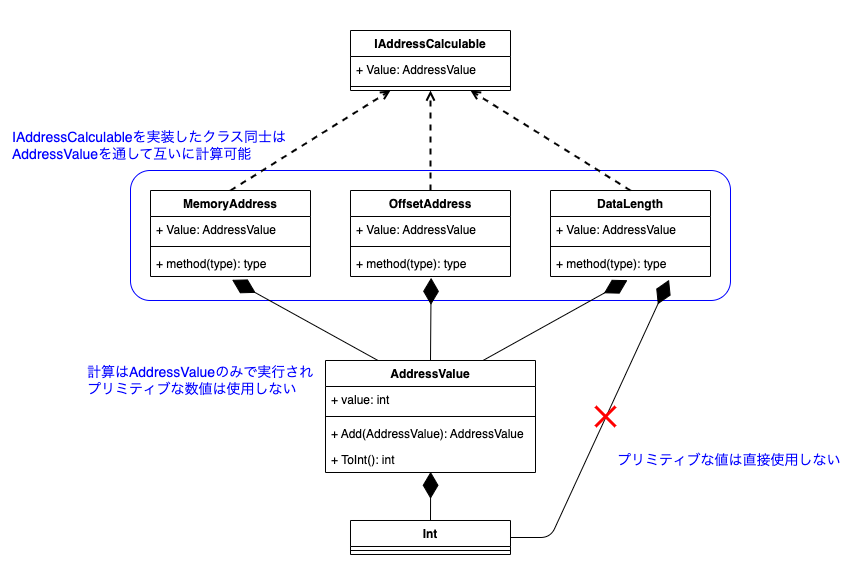 IAddressCalculable
+ Value: AddressValue
IAddressCalculableを実装したクラス同士は
AddressValueを通して互いに計算可能
MemoryAddress
+ Value: AddressValue
+ method(type): type
OffsetAddress
+ Value: AddressValue
+ method(type): type
DataLength
+ Value: AddressValue
+ method(type): type
計算はAddressValueのみで実行され
プリミティブな数値は使用しない
AddressValue
+ value: int
+ Add(AddressValue): AddressValue
+ ToInt(): int
プリミティブな値は直接使用しない
Int